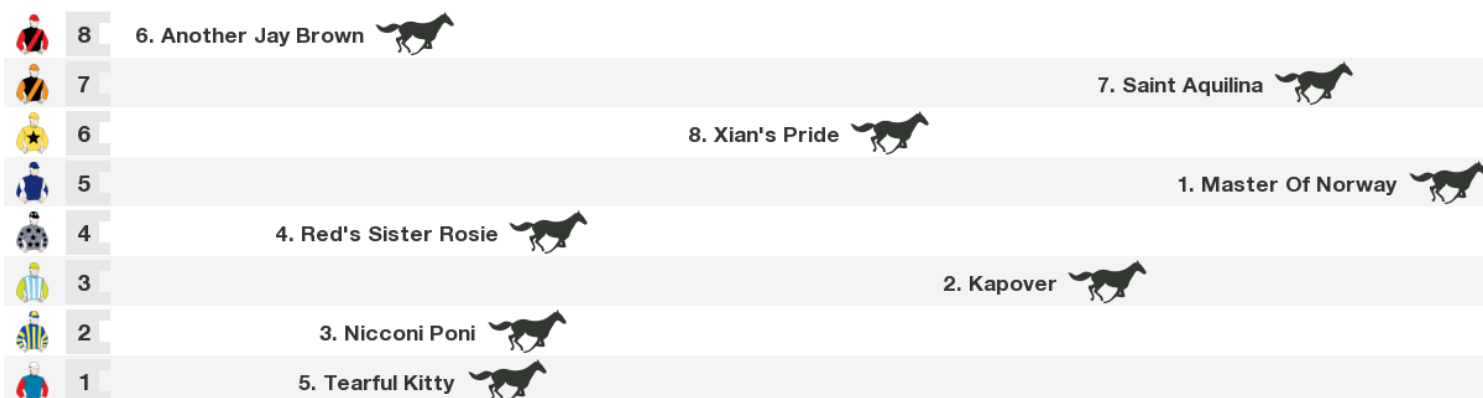 8 6. Another Jay Brown
7 7. Saint Aquilina
6 8. Xian's Pride
5 1. Master Of Norway
4 4. Red's Sister Rosie
3 2. Kapover
2 3. Nicconi Poni
1 5. Tearful Kitty